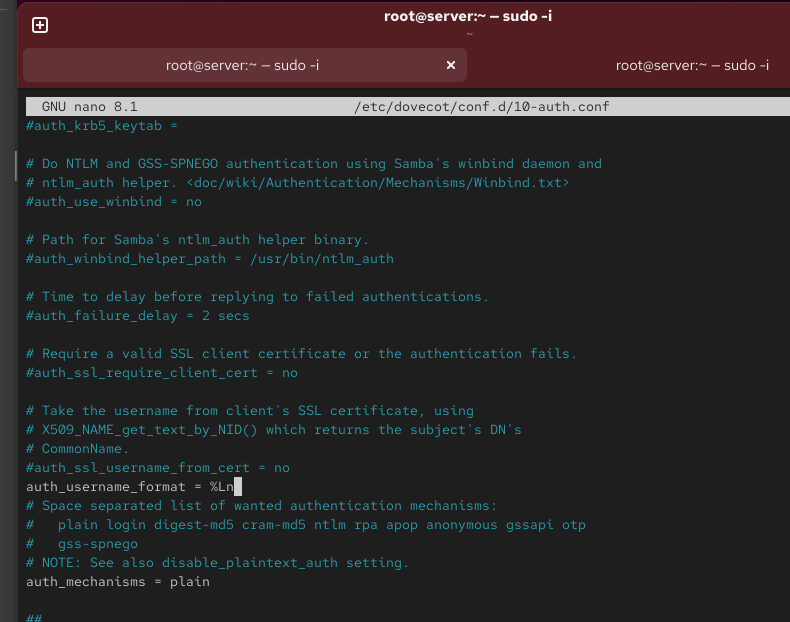 root@server:~ — sudo -i
~
root@server:~ — sudo -i ×
root@server:~ — sudo -i
GNU nano 8.1 /etc/dovecot/conf.d/10-auth.conf
#auth_krb5_keytab =
# Do NTLM and GSS-SPNEGO authentication using Samba's winbind daemon and
# ntlm_auth helper. <doc/wiki/Authentication/Mechanisms/Winbind.txt>
#auth_use_winbind = no
# Path for Samba's ntlm_auth helper binary.
#auth_winbind_helper_path = /usr/bin/ntlm_auth
# Time to delay before replying to failed authentications.
#auth_failure_delay = 2 secs
# Require a valid SSL client certificate or the authentication fails.
#auth_ssl_require_client_cert = no
# Take the username from client's SSL certificate, using
# X509_NAME_get_text_by_NID() which returns the subject's DN's
# CommonName.
#auth_ssl_username_from_cert = no
auth_username_format = %Ln
# Space separated list of wanted authentication mechanisms:
#   plain login digest-md5 cram-md5 ntlm rpa apop anonymous gssapi otp
#   gss-spnego
# NOTE: See also disable_plaintext_auth setting.
auth_mechanisms = plain
##